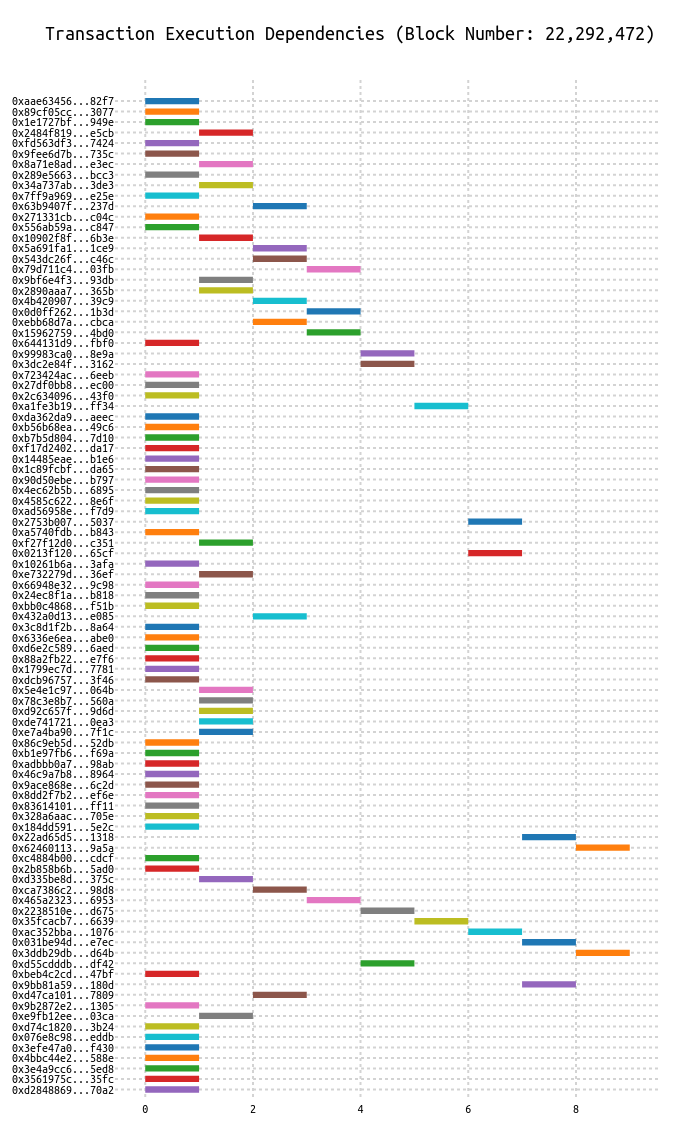 Transaction Execution Dependencies (Block Number: 22,292,472)
0xaae63456...82f7
0x89cf05cc...3077
0x1e1727bf...949e
0x2484f819...e5cb
0xfd563df3...7424
0x9fee6d7b...735c
0x8a71e8ad...e3ec
0x289e5663...bcc3
0x34a737ab...3de3
0x7ff9a969...e25e
0x63b9407f...237d
0x271331cb...c04c
0x556ab59a...c847
0x10902f8f...6b3e
0x5a691fa1...1ce9
0x543dc26f...c46c
0x79d711c4...03fb
0x9bf6e4f3...93db
0x2890aaa7...365b
0x4b420907...39c9
0x0d0ff262...1b3d
0xebb68d7a...cbca
0x15962759...4bd0
0x644131d9...fbf0
0x99983ca0...8e9a
0x3dc2e84f...3162
0x723424ac...6eeb
0x27df0bb8...ec00
0x2c634096...43f0
0xa1fe3b19...ff34
0xda362da9...aeec
0xb56b68ea...49c6
0xb7b5d804...7d10
0xf17d2402...da17
0x14485eae...b1e6
0x1c89fcbf...da65
0x90d50ebe...b797
0x4ec62b5b...6895
0x4585c622...8e6f
0xad56958e...f7d9
0x2753b007...5037
0xa5740fdb...b843
0xf27f12d0...c351
0x0213f120...65cf
0x10261b6a...3afa
0xe732279d...36ef
0x66948e32...9c98
0x24ec8f1a...b818
0xbb0c4868...f51b
0x432a0d13...e085
0x3c8d1f2b...8a64
0x6336e6ea...abe0
0xd6e2c589...6aed
0x88a2fb22...e7f6
0x1799ec7d...7781
0xdcb96757...3f46
0x5e4e1c97...064b
0x78c3e8b7...560a
0xd92c657f...9d6d
0xde741721...0ea3
0xe7a4ba90...7f1c
0x86c9eb5d...52db
0xb1e97fb6...f69a
0xadbbb0a7...98ab
0x46c9a7b8...8964
0x9ace868e...6c2d
0x8dd2f7b2...ef6e
0x83614101...ff11
0x328a6aac...705e
0x184dd591...5e2c
0x22ad65d5...1318
0x62460113...9a5a
0xc4884b00...cdcf
0x2b858b6b...5ad0
0xd335be8d...375c
0xca7386c2...98d8
0x465a2323...6953
0x2238510e...d675
0x35fcacb7...6639
0xac352bba...1076
0x031be94d...e7ec
0x3ddb29db...d64b
0xd55cdddb...df42
0xbeb4c2cd...47bf
0x9bb81a59...180d
0xd47ca101...7809
0x9b2872e2...1305
0xe9fb12ee...03ca
0xd74c1820...3b24
0x076e8c98...eddb
0x3efe47a0...f430
0x4bbc44e2...588e
0x3e4a9cc6...5ed8
0x3561975c...35fc
0xd2848869...70a2
0 2 4 6 8